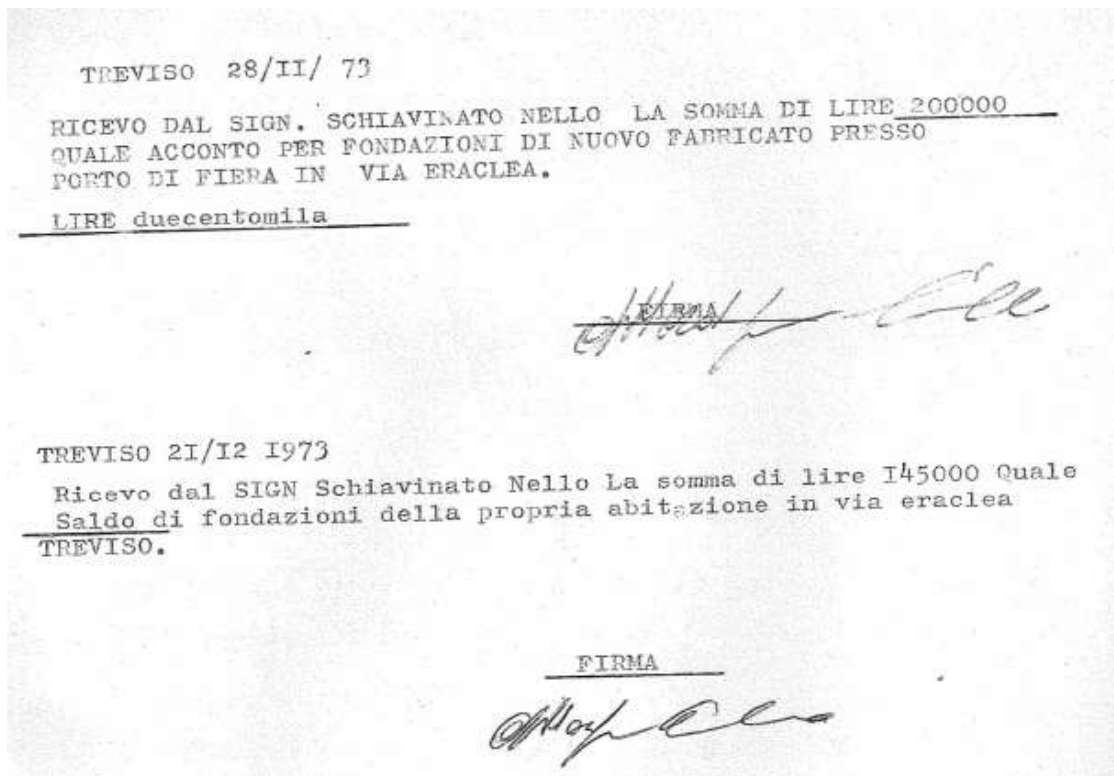 TREVISO 28/II/ 73
RICEVO DAL SIGN. SCHIAVINATO NELLO LA SOMMA DI LIRE 200000
QUALE ACCONTO PER FONDAZIONI DI NUOVO FABRICATO PRESSO
PORTO DI FIERA IN VIA ERACLEA.
LIRE duecentomila
FIRMA
TREVISO 2I/I2 I973
Ricevo dal SIGN Schiavinato Nello La somma di lire I45000 Quale
Saldo di fondazioni della propria abitazione in via eraclea
TREVISO.
FIRMA